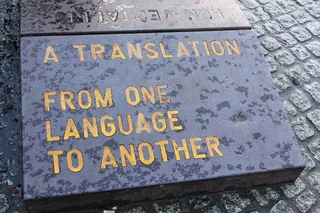 A TRANSLATION
FROM ONE
LANGUAGE
TO ANOTHER